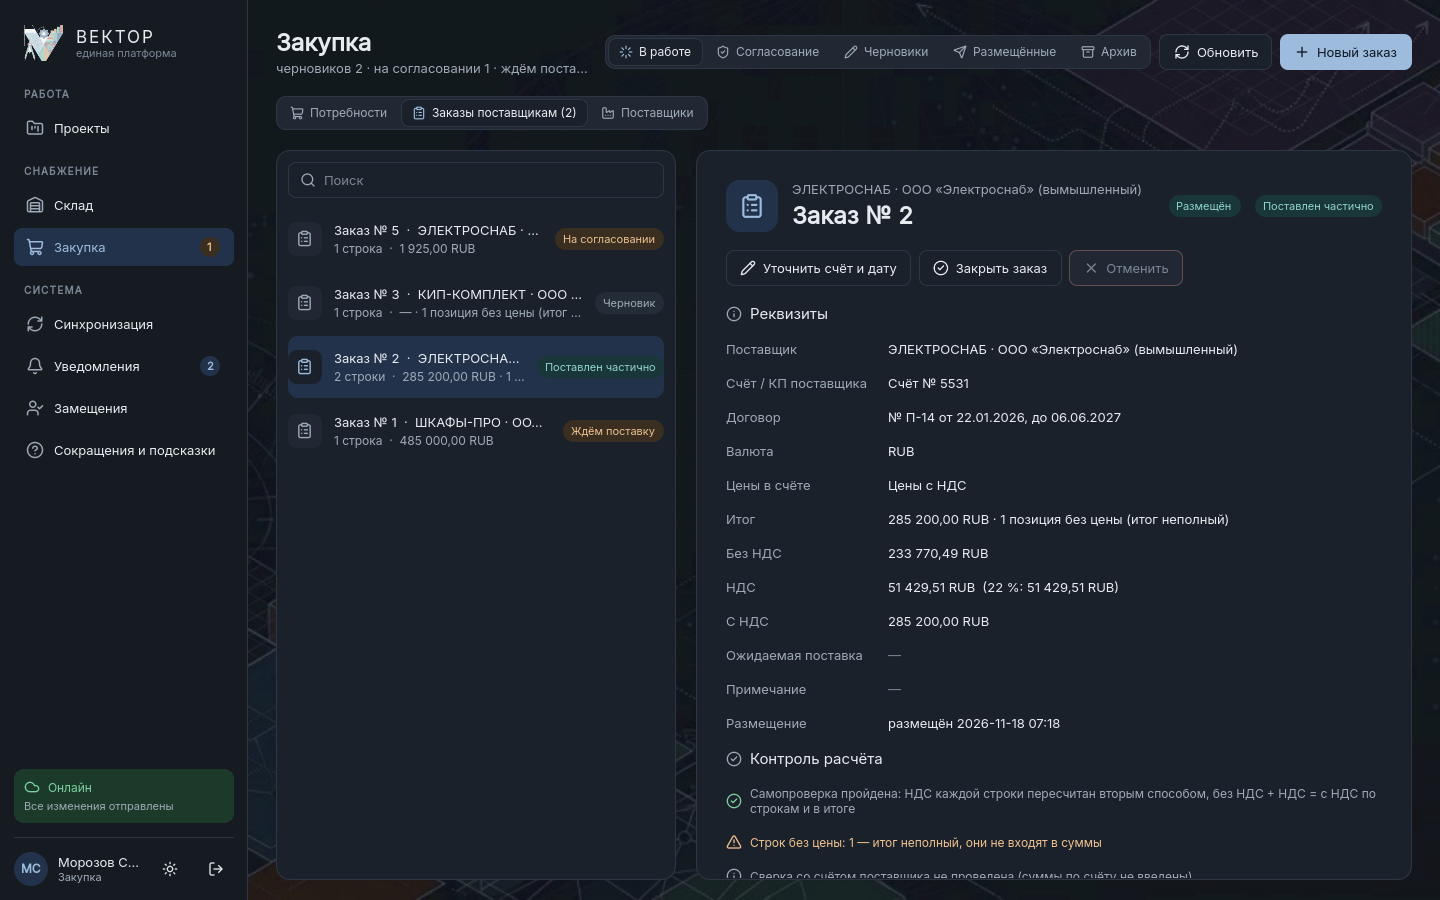 ВЕКТОР
единая платформа
РАБОТА
Проекты
СНАБЖЕНИЕ
Склад
Закупка 1
СИСТЕМА
Синхронизация
Уведомления 2
Замещения
Сокращения и подсказки
Онлайн
Все изменения отправлены
МС
Морозов С...
Закупка
Закупка
черновиков 2 · на согласовании 1 · ждём поста...
В работе
Согласование
Черновики
Размещённые
Архив
Обновить
Новый заказ
Потребности
Заказы поставщикам (2)
Поставщики
Поиск
Заказ № 5 · ЭЛЕКТРОСНАБ · ...
1 строка · 1 925,00 RUB
На согласовании
Заказ № 3 · КИП-КОМПЛЕКТ · ООО ...
1 строка · — · 1 позиция без цены (итог ...
Черновик
Заказ № 2 · ЭЛЕКТРОСНА...
2 строки · 285 200,00 RUB · 1 ...
Поставлен частично
Заказ № 1 · ШКАФЫ-ПРО · ОО...
1 строка · 485 000,00 RUB
Ждём поставку
ЭЛЕКТРОСНАБ · ООО «Электроснаб» (вымышленный)
Заказ № 2
Размещён
Поставлен частично
Уточнить счёт и дату
Закрыть заказ
Отменить
Реквизиты
Поставщик ЭЛЕКТРОСНАБ · ООО «Электроснаб» (вымышленный)
Счёт / КП поставщика Счёт № 5531
Договор № П-14 от 22.01.2026, до 06.06.2027
Валюта RUB
Цены в счёте Цены с НДС
Итог 285 200,00 RUB · 1 позиция без цены (итог неполный)
Без НДС 233 770,49 RUB
НДС 51 429,51 RUB (22 %: 51 429,51 RUB)
С НДС 285 200,00 RUB
Ожидаемая поставка —
Примечание —
Размещение размещён 2026-11-18 07:18
Контроль расчёта
Самопроверка пройдена: НДС каждой строки пересчитан вторым способом, без НДС + НДС = с НДС по
строкам и в итоге
Строк без цены: 1 — итог неполный, они не входят в суммы
Сверка со счётом поставщика не проведена (суммы по счёту не введены)